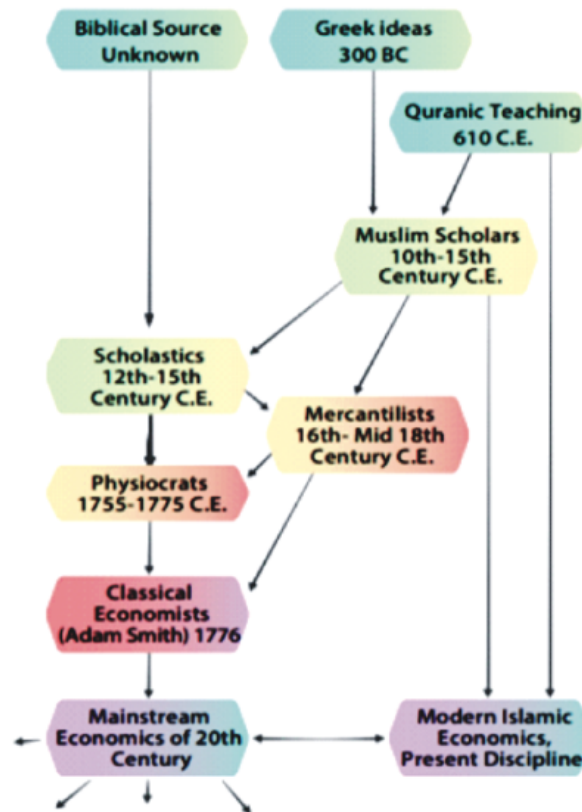 Biblical Source
Unknown
Greek ideas
300 BC
Quranic Teaching
610 C.E.
Muslim Scholars
10th-15th
Century C.E.
Scholastics
12th-15th
Century C.E.
Mercantilists
16th- Mid 18th
Century C.E.
Physiocrats
1755-1775 C.E.
Classical
Economists
(Adam Smith) 1776
Mainstream
Economics of 20th
Century
Modern Islamic
Economics,
Present Discipline